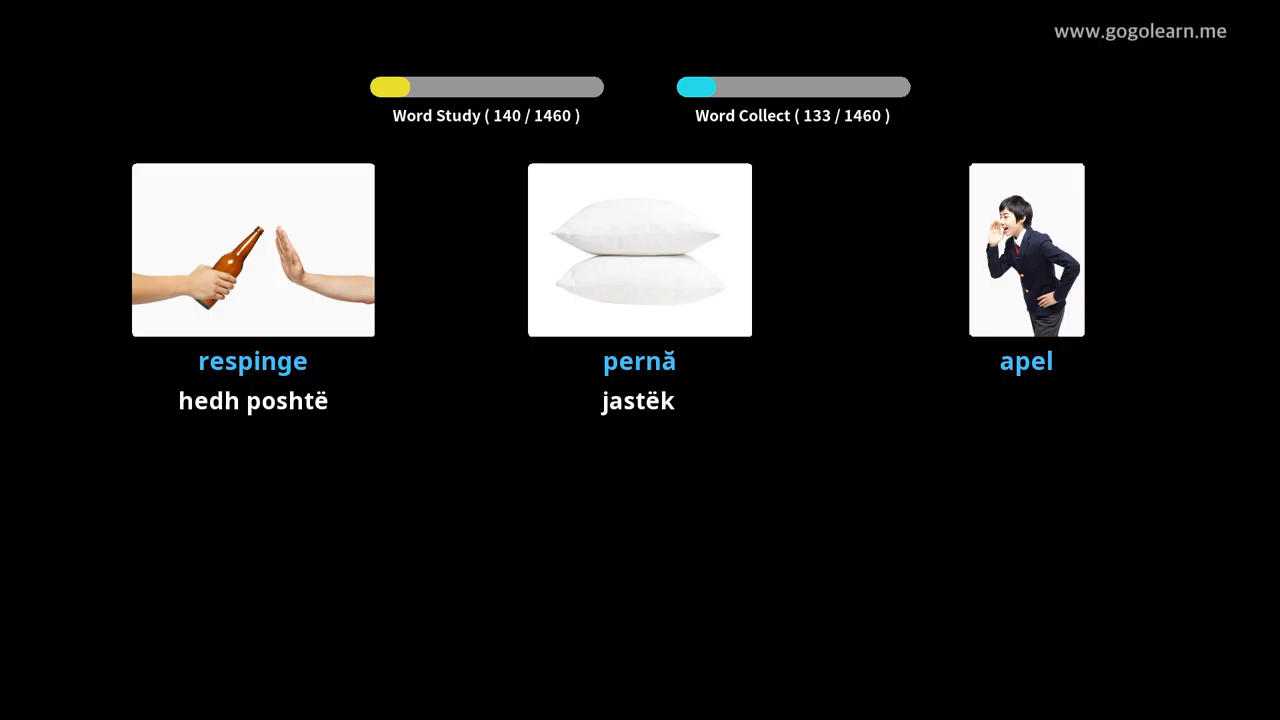 www.gogolearn.me
Word Study ( 140 / 1460 )
Word Collect ( 133 / 1460 )
respinge
hedh poshtë
pernă
jastëk
apel